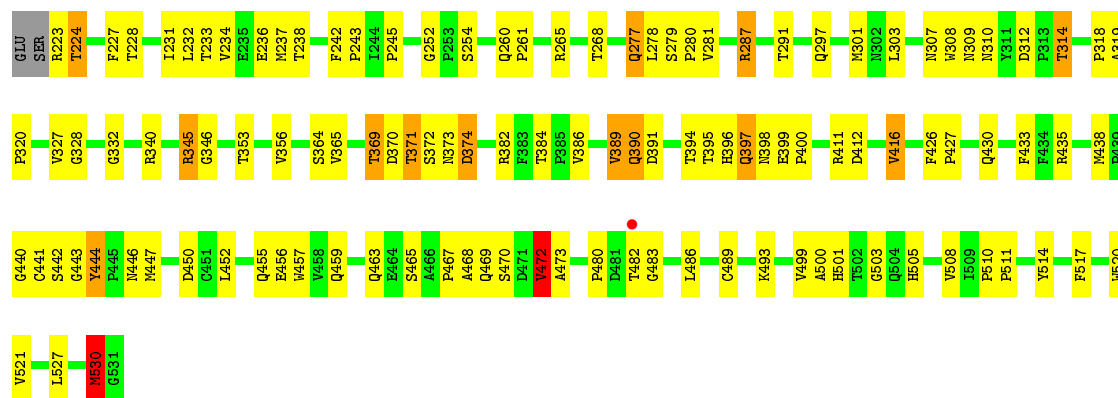 GLU SER R223 T224 F227 T228 I231 L232 T233 V234 E235 E236 M237 T238 F242 P243 I244 P245 G252 P253 S254 Q260 P261 R265 T268 Q277 L278 S279 P280 V281 R287 T291 Q297 M301 N302 L303 N307 W308 N309 N310 Y311 D312 P313 T314 P318 A319
P320 V327 G328 G332 R340 R345 G346 T353 V356 S364 V365 T369 D370 T371 S372 N373 D374 R382 F383 T384 P385 V386 V389 Q390 D391 T394 T395 H396 Q397 N398 E399 P400 R411 D412 V416 F426 P427 Q430 F433 F434 R435 M438 P439
G440 C441 S442 G443 Y444 P445 N446 M447 D450 C451 L452 Q455 E456 W457 V458 Q459 Q463 E464 S465 A466 P467 A468 Q469 S470 D471 V472 A473 P480 D481 T482 G483 L486 C489 K493 V499 A500 H501 T502 G503 Q504 H505 V508 I509 P510 P511 Y514 F517 W520
V521 L527 M530 G531